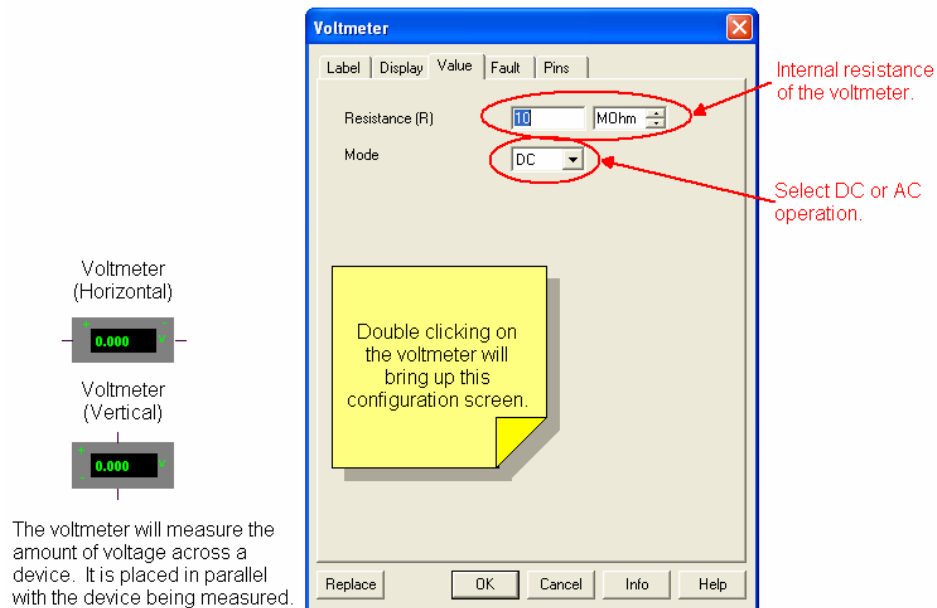 Voltmeter
Label Display Value Fault Pins
Resistance (R) 10 MOhm
Mode DC
Internal resistance
of the voltmeter.
Select DC or AC
operation.
Voltmeter
(Horizontal)
+ -
0.000 V
Voltmeter
(Vertical)
+
0.000 V
-
The voltmeter will measure the
amount of voltage across a
device. It is placed in parallel
with the device being measured.
Double clicking on
the voltmeter will
bring up this
configuration screen.
Replace OK Cancel Info Help